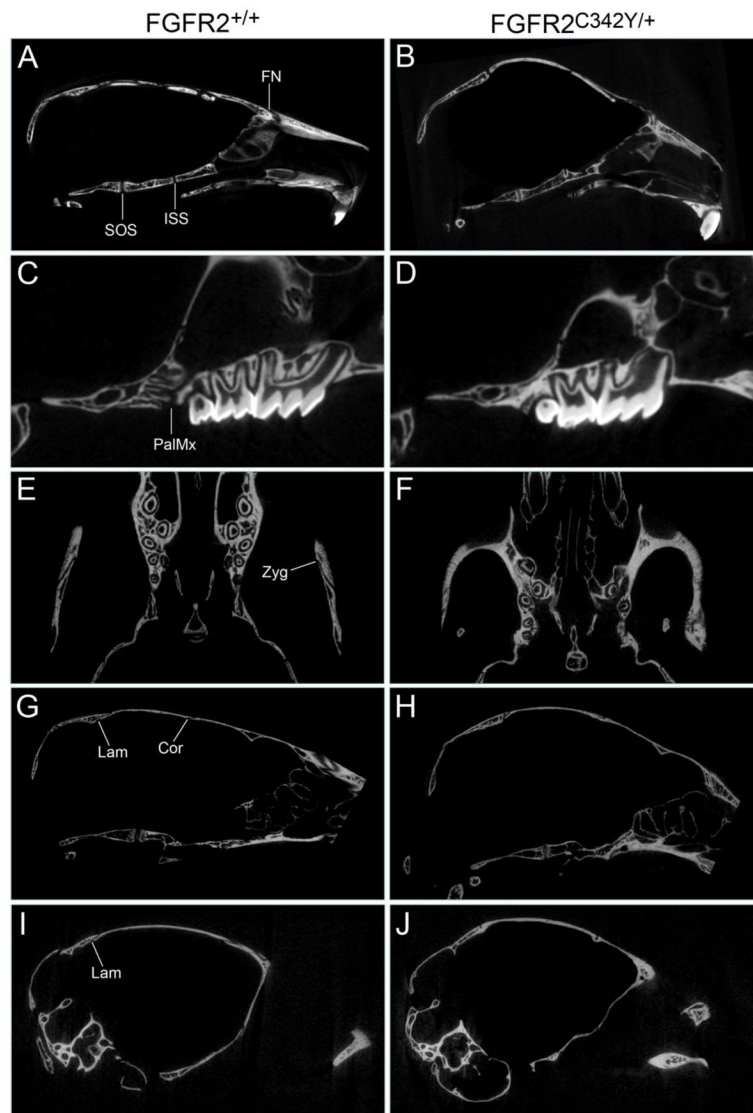 FGFR2+/+ FGFR2C342Y/+
A FN B
SOS ISS
C D
PalMx
E F
Zyg
G H
Lam Cor
I J
Lam